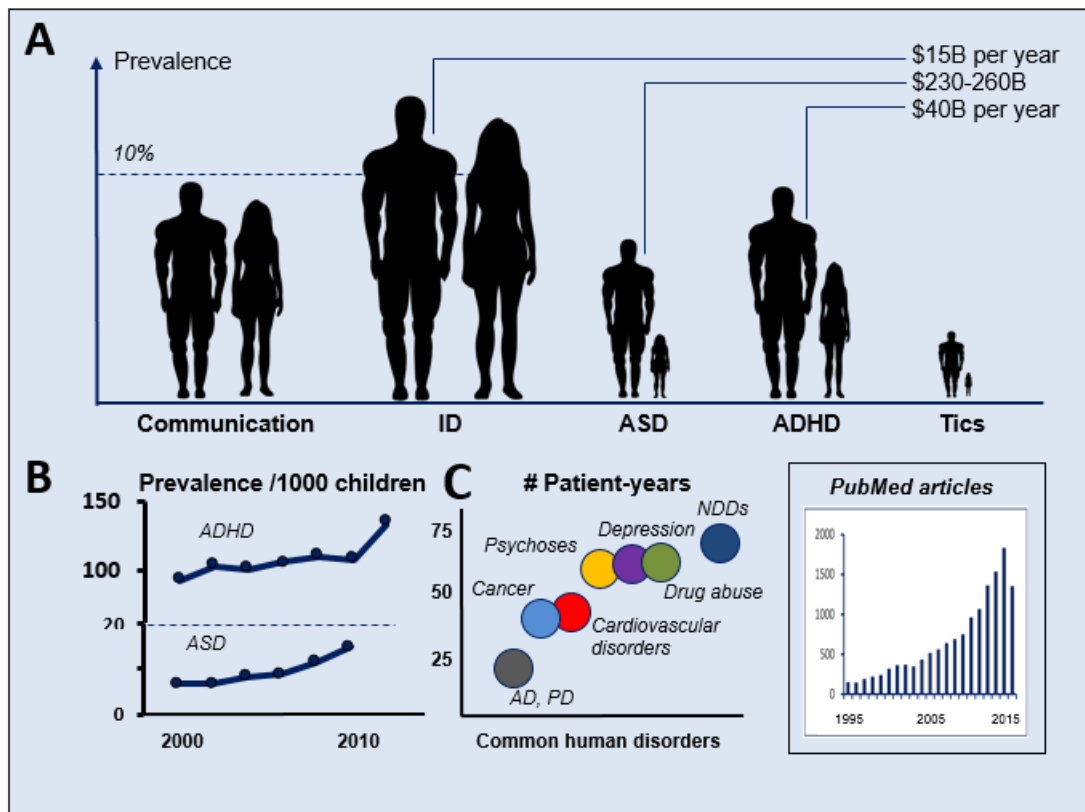 A
Prevalence
$15B per year
$230-260B
$40B per year
10%
Communication
ID
ASD
ADHD
Tics
B
Prevalence /1000 children
150
ADHD
100
20
ASD
0
2000
2010
C
# Patient-years
75
NDDs
Depression
Psychoses
50
Cancer
Drug abuse
Cardiovascular
disorders
25
AD, PD
Common human disorders
PubMed articles
2000
1500
1000
500
0
1995
2005
2015